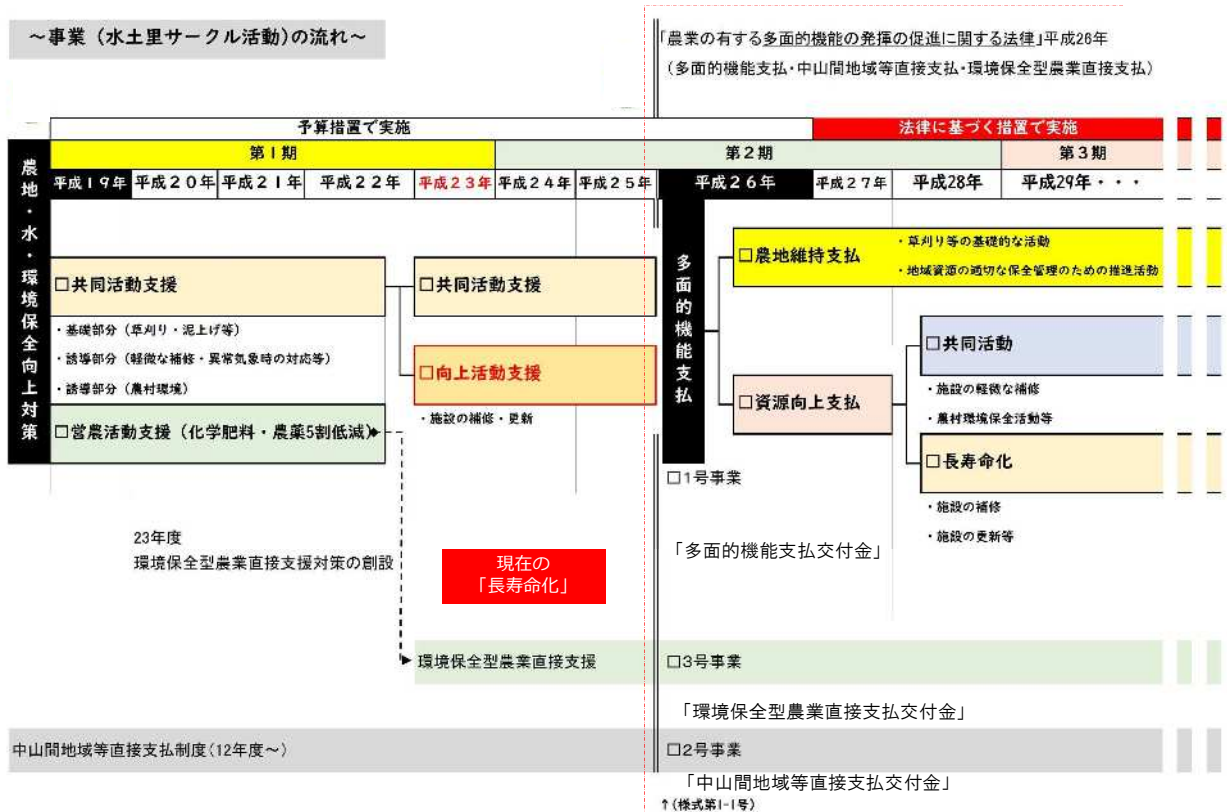 ～事業（水土里サークル活動）の流れ～
「農業の有する多面的機能の発揮の促進に関する法律」平成26年
（多面的機能支払・中山間地域等直接支払・環境保全型農業直接支払）
予算措置で実施
法律に基づく措置で実施
第１期
第２期
第３期
平成１９年
平成２０年
平成２１年
平成２２年
平成２３年
平成２４年
平成２５年
平成２６年
平成２７年
平成28年
平成29年・・・
農地・水・環境保全向上対策
□共同活動支援
・基礎部分（草刈り・泥上げ等）
・誘導部分（軽微な補修・異常気象時の対応等）
・誘導部分（農村環境）
□営農活動支援（化学肥料・農薬5割低減）
□共同活動支援
□向上活動支援
・施設の補修・更新
多面的機能支払
□農地維持支払
・草刈り等の基礎的な活動
・地域資源の適切な保全管理のための推進活動
□資源向上支払
□共同活動
・施設の軽微な補修
・農村環境保全活動等
□長寿命化
・施設の補修
・施設の更新等
□1号事業
「多面的機能支払交付金」
23年度
環境保全型農業直接支援対策の創設
現在の
「長寿命化」
環境保全型農業直接支援
□3号事業
「環境保全型農業直接支払交付金」
中山間地域等直接支払制度（12年度～）
□2号事業
「中山間地域等直接支払交付金」
↑（様式第1-1号）